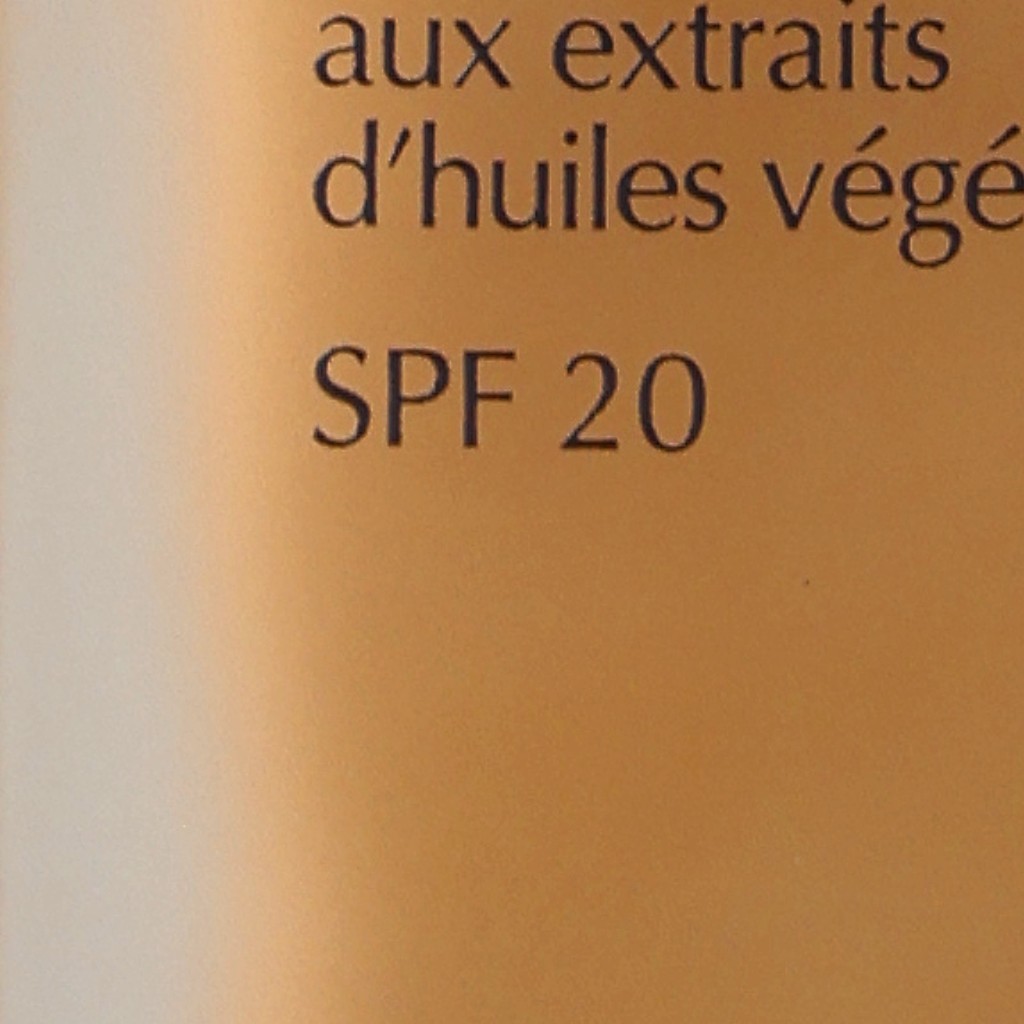 aux extraits
d'huiles végé
SPF 20